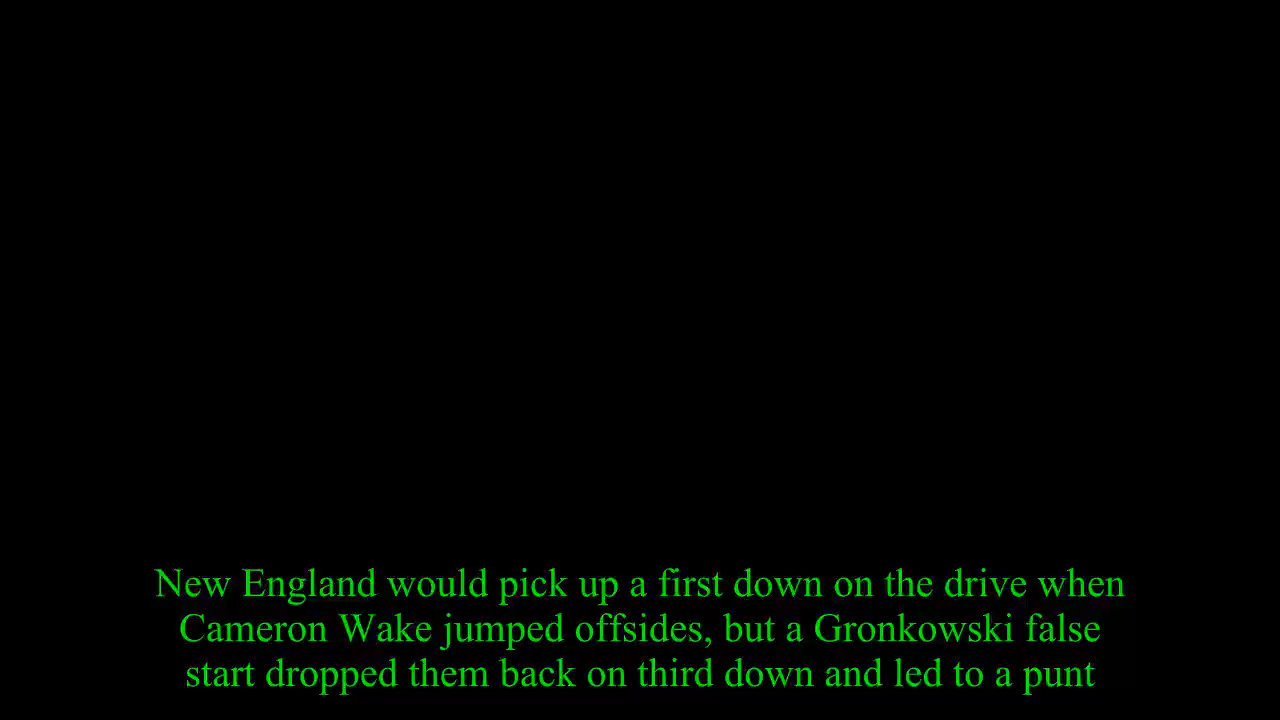 New England would pick up a first down on the drive when
Cameron Wake jumped offsides, but a Gronkowski false
start dropped them back on third down and led to a punt